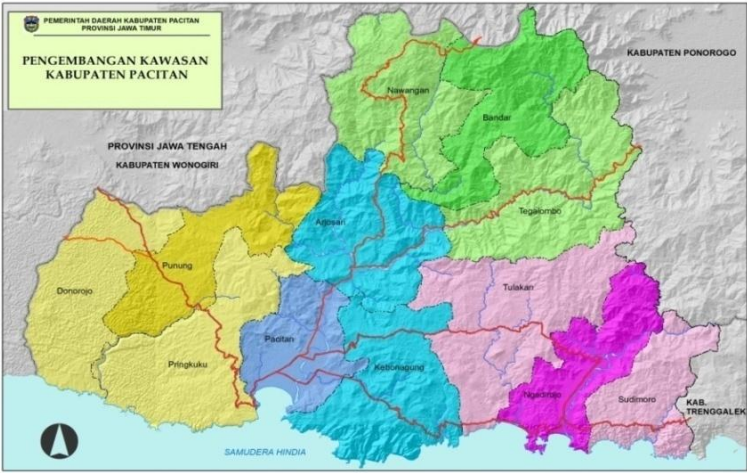 PEMERINTAH DAERAH KABUPATEN PACITAN
PROVINSI JAWA TIMUR
PENGEMBANGAN KAWASAN
KABUPATEN PACITAN
KABUPATEN PONOROGO
Nawangan
Bandar
PROVINSI JAWA TENGAH
KABUPATEN WONOGIRI
Tegalombo
Arjosari
Punung
Donorojo
Tulakan
Pacitan
Pringkuku
Kebonagung
Ngadirojo
Sudimoro
KAB.
TRENGGALEK
SAMUDERA HINDIA